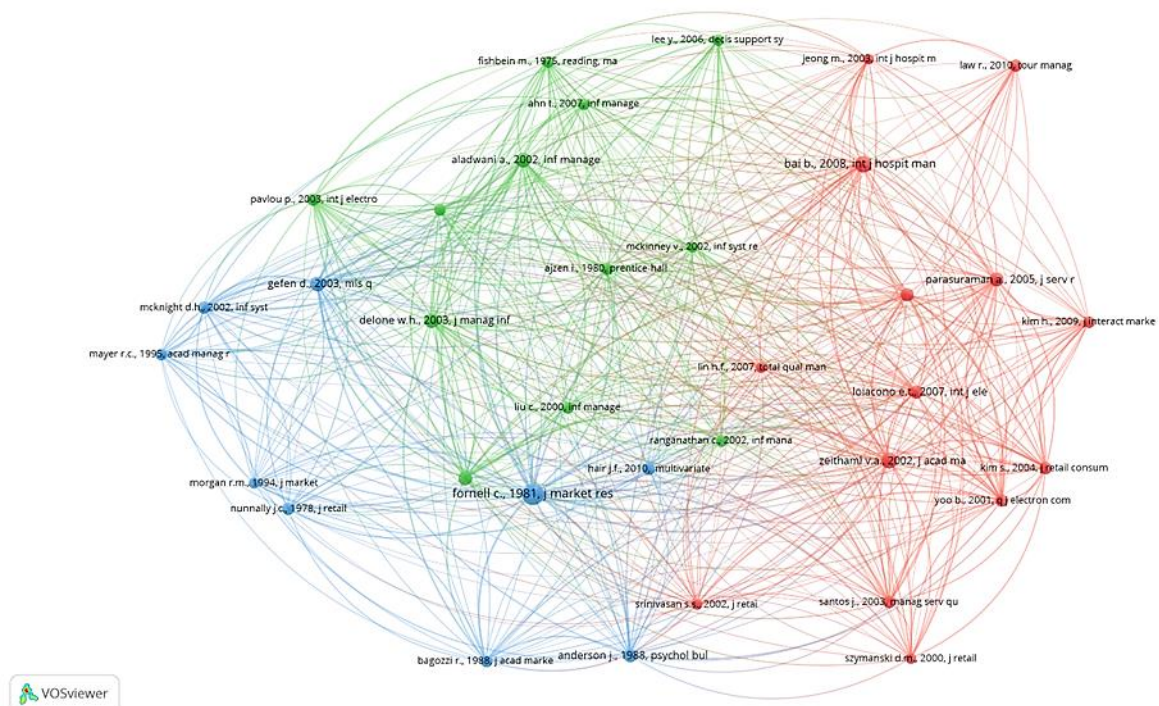 lee y., 2006, decis support sy
fishbein m., 1975, reading, ma
jeong m., 2003, int j hospit m
law r., 2010, tour manag
ahn t., 2007, inf manage
aladwani a., 2002, inf manage
bai b., 2008, int j hospit man
pavlou p., 2003, int j electro
mckinney v., 2002, inf syst re
ajzen i., 1980, prentice-hall
gefen d., 2003, mis q
parasuraman a., 2005, j serv r
mcknight d.h., 2002, inf syst
delone w.h., 2003, j manag inf
kim h., 2009, j interact marke
mayer r.c., 1995, acad manag r
lin h.f., 2007, total qual man
loiacono e.t., 2007, int j ele
liu c., 2000, inf manage
ranganathan c., 2002, inf mana
zeithaml v.a., 2002, j acad ma
hair j.f., 2010, multivariate
kim s., 2004, j retail consum
morgan r.m., 1994, j market
fornell c., 1981, j market res
yoo b., 2001, q j electron com
nunnally j.c., 1978, j retail
srinivasan s.s., 2002, j retai
santos j., 2003, manag serv qu
bagozzi r., 1988, j acad marke
anderson j., 1988, psychol bul
szymanski d.m., 2000, j retail
VOSviewer